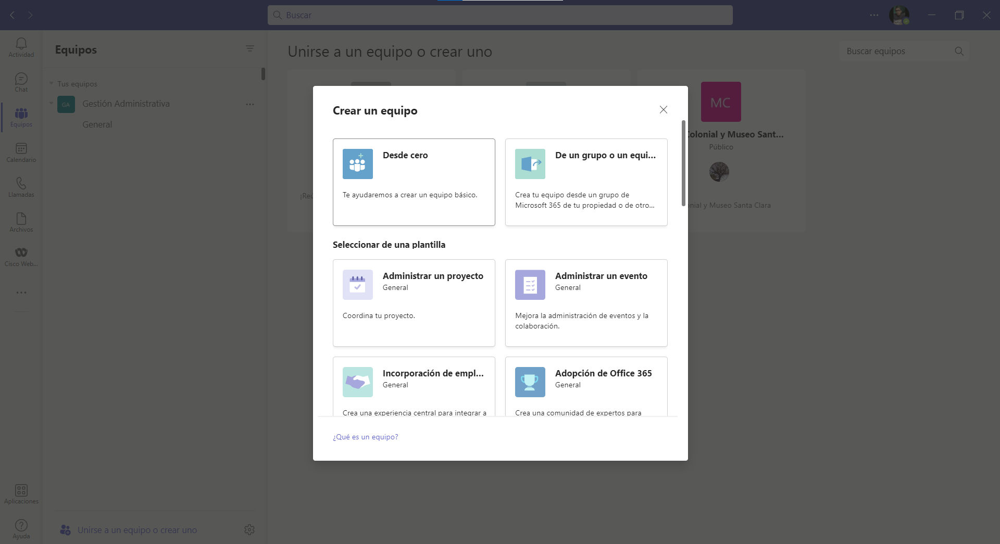 Buscar
Actividad
Chat
Equipos
Calendario
Llamadas
Archivos
Cisco Web...
Aplicaciones
Ayuda
Equipos
Tus equipos
GA
Gestión Administrativa
General
Unirse a un equipo o crear uno
Unirse a un equipo o crear uno
Buscar equipos
MC
Colonial y Museo Sant...
Público
nial y Museo Santa Clara
Crear un equipo
Desde cero
Te ayudaremos a crear un equipo básico.
De un grupo o un equi...
Crea tu equipo desde un grupo de
Microsoft 365 de tu propiedad o de otro...
Seleccionar de una plantilla
Administrar un proyecto
General
Coordina tu proyecto.
Administrar un evento
General
Mejora la administración de eventos y la
colaboración.
Incorporación de empl...
General
Crea una experiencia central para integrar a
Adopción de Office 365
General
Crea una comunidad de expertos para
¿Qué es un equipo?